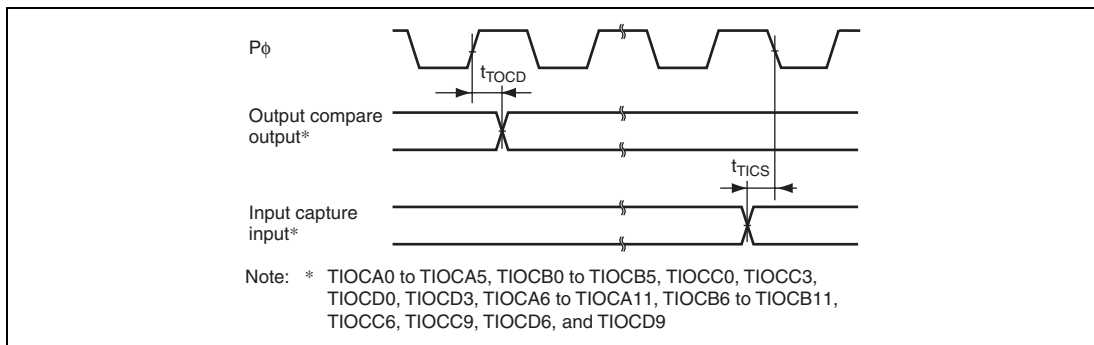 Pϕ
tTOCD
Output compare
output*
tTICS
Input capture
input*
Note: * TIOCA0 to TIOCA5, TIOCB0 to TIOCB5, TIOCC0, TIOCC3,
TIOCD0, TIOCD3, TIOCA6 to TIOCA11, TIOCB6 to TIOCB11,
TIOCC6, TIOCC9, TIOCD6, and TIOCD9